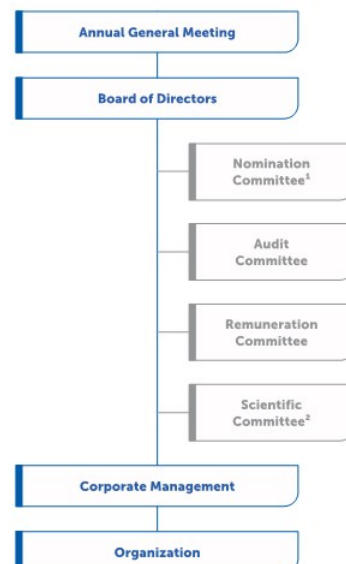 Annual General Meeting
Board of Directors
Nomination
Committee¹
Audit
Committee
Remuneration
Committee
Scientific
Committee²
Corporate Management
Organization